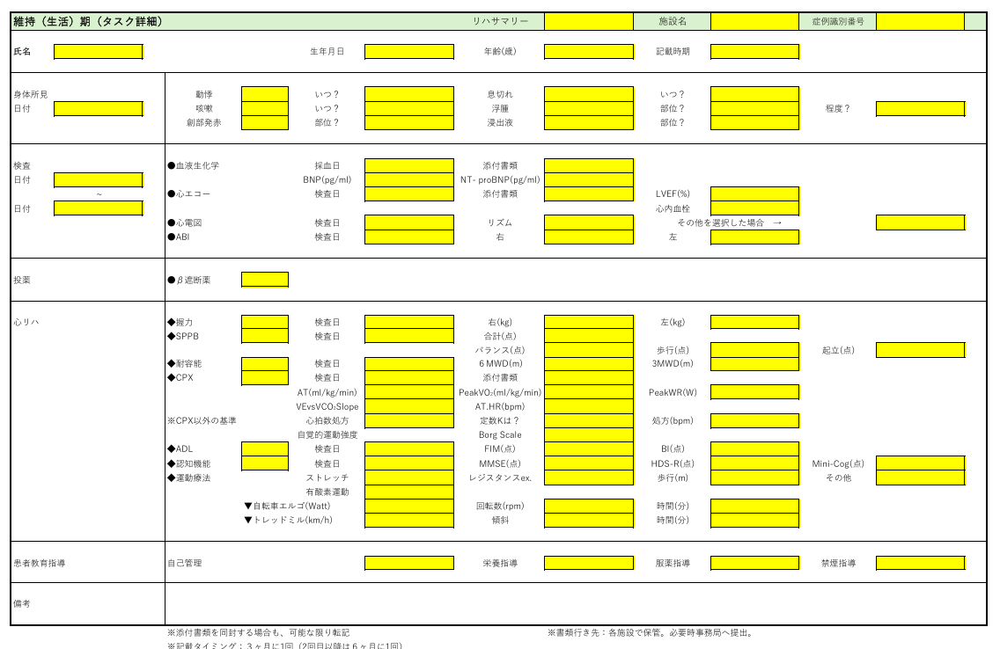 維持（生活）期（タスク詳細） リハサマリー 施設名 症例識別番号
氏名 生年月日 年齢(歳) 記載時期
身体所見 動悸 いつ？ 息切れ いつ？
日付 咳嗽 いつ？ 浮腫 部位？ 程度？
創部発赤 部位？ 浸出液 部位？
検査 ●血液生化学 採血日 添付書類
日付 BNP(pg/ml) NT- proBNP(pg/ml)
~ ●心エコー 検査日 添付書類 LVEF(%)
日付 心内血栓
●心電図 検査日 リズム その他を選択した場合 →
●ABI 検査日 右 左
投薬 ●β遮断薬
心リハ ◆握力 検査日 右(kg) 左(kg)
◆SPPB 検査日 合計(点)
バランス(点) 歩行(点) 起立(点)
◆耐容能 検査日 6 MWD(m) 3MWD(m)
◆CPX 検査日 添付書類
AT(ml/kg/min) PeakVO₂(ml/kg/min) PeakWR(W)
VEvsVCO₂Slope AT.HR(bpm)
※CPX以外の基準 心拍数処方 定数Kは？ 処方(bpm)
自覚的運動強度 Borg Scale
◆ADL 検査日 FIM(点) BI(点)
◆認知機能 検査日 MMSE(点) HDS-R(点) Mini-Cog(点)
◆運動療法 ストレッチ レジスタンスex. 歩行(m) その他
有酸素運動
▼自転車エルゴ(Watt) 回転数(rpm) 時間(分)
▼トレッドミル(km/h) 傾斜 時間(分)
患者教育指導 自己管理 栄養指導 服薬指導 禁煙指導
備考
※添付書類を同封する場合も、可能な限り転記 ※書類行き先：各施設で保管。必要時事務局へ提出。
※記載タイミング：３ヶ月に1回（2回目以降は６ヶ月に1回）